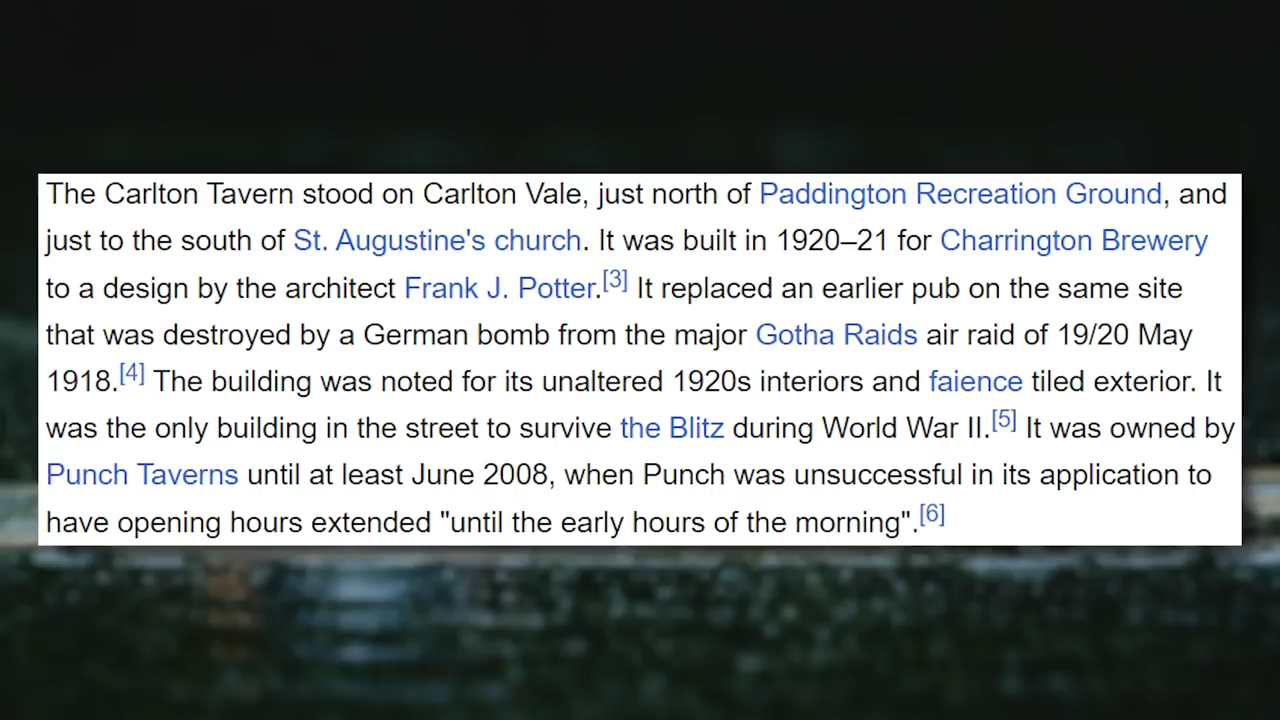 The Carlton Tavern stood on Carlton Vale, just north of Paddington Recreation Ground, and
just to the south of St. Augustine's church. It was built in 1920–21 for Charrington Brewery
to a design by the architect Frank J. Potter.[3] It replaced an earlier pub on the same site
that was destroyed by a German bomb from the major Gotha Raids air raid of 19/20 May
1918.[4] The building was noted for its unaltered 1920s interiors and faience tiled exterior. It
was the only building in the street to survive the Blitz during World War II.[5] It was owned by
Punch Taverns until at least June 2008, when Punch was unsuccessful in its application to
have opening hours extended "until the early hours of the morning".[6]